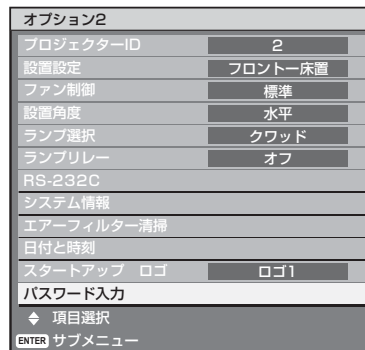 オプション2
プロジェクターID 2
設置設定 フロントー床置
ファン制御 標準
設置角度 水平
ランプ選択 クワッド
ランプリレー オフ
RS-232C
システム情報
エアーフィルター清掃
日付と時刻
スタートアップ ロゴ ロゴ1
パスワード入力
項目選択
ENTER サブメニュー